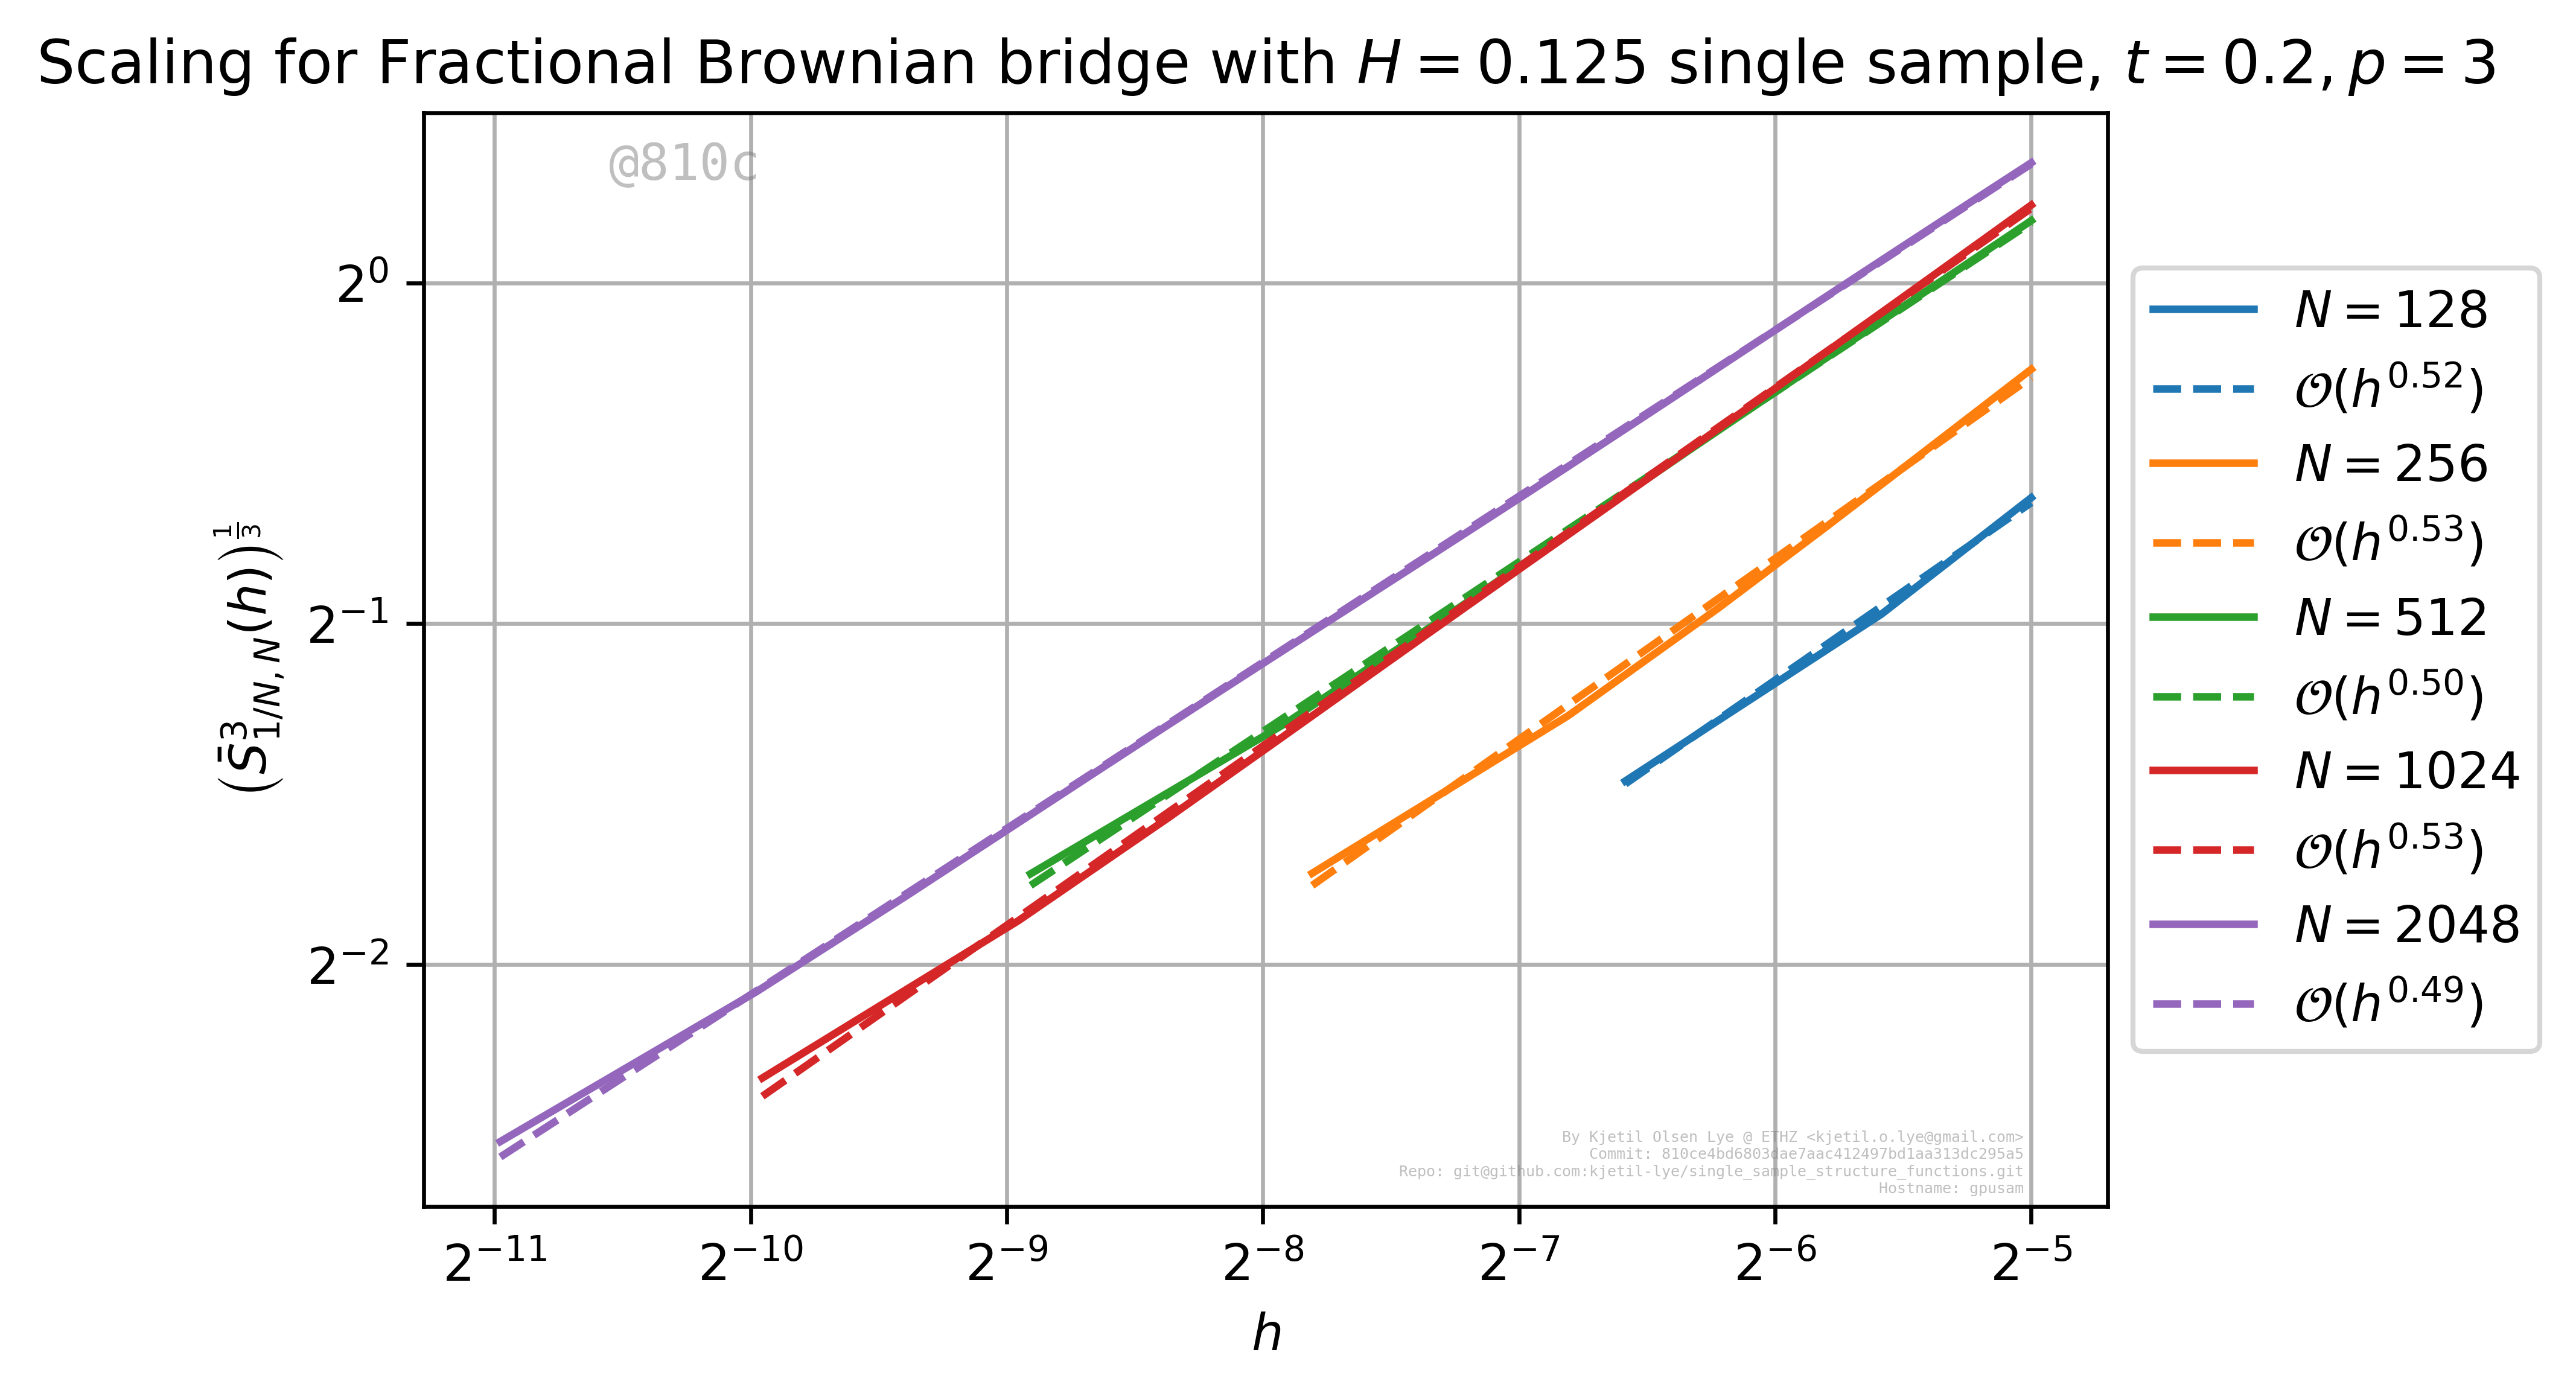 Scaling for Fractional Brownian bridge with H = 0.125 single sample, t = 0.2, p = 3
@810c
2^0
2^{-1}
2^{-2}
(S̄^3_{1/N, N}(h))^{1/3}
2^{-11}
2^{-10}
2^{-9}
2^{-8}
2^{-7}
2^{-6}
2^{-5}
h
N = 128
𝒪(h^{0.52})
N = 256
𝒪(h^{0.53})
N = 512
𝒪(h^{0.50})
N = 1024
𝒪(h^{0.53})
N = 2048
𝒪(h^{0.49})
By Kjetil Olsen Lye @ ETHZ <kjetil.o.lye@gmail.com>
Commit: 810ce4bd6803dae7aac412497bd1aa313dc295a5
Repo: git@github.com:kjetil-lye/single_sample_structure_functions.git
Hostname: gpusam